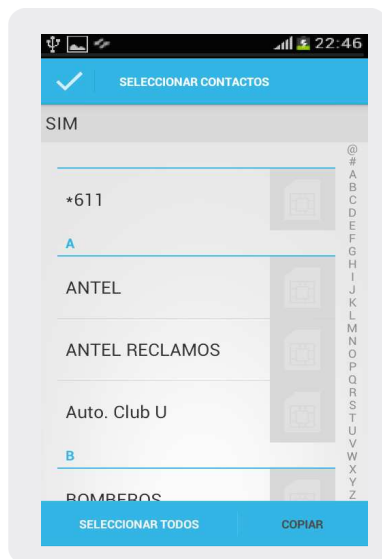 22:46
SELECCIONAR CONTACTOS
SIM
@
#
A
B
C
D
E
F
G
H
I
J
K
L
M
N
O
P
Q
R
S
T
U
V
W
X
Y
Z
*611
A
ANTEL
ANTEL RECLAMOS
Auto. Club U
B
BOMBEROS
SELECCIONAR TODOS
COPIAR